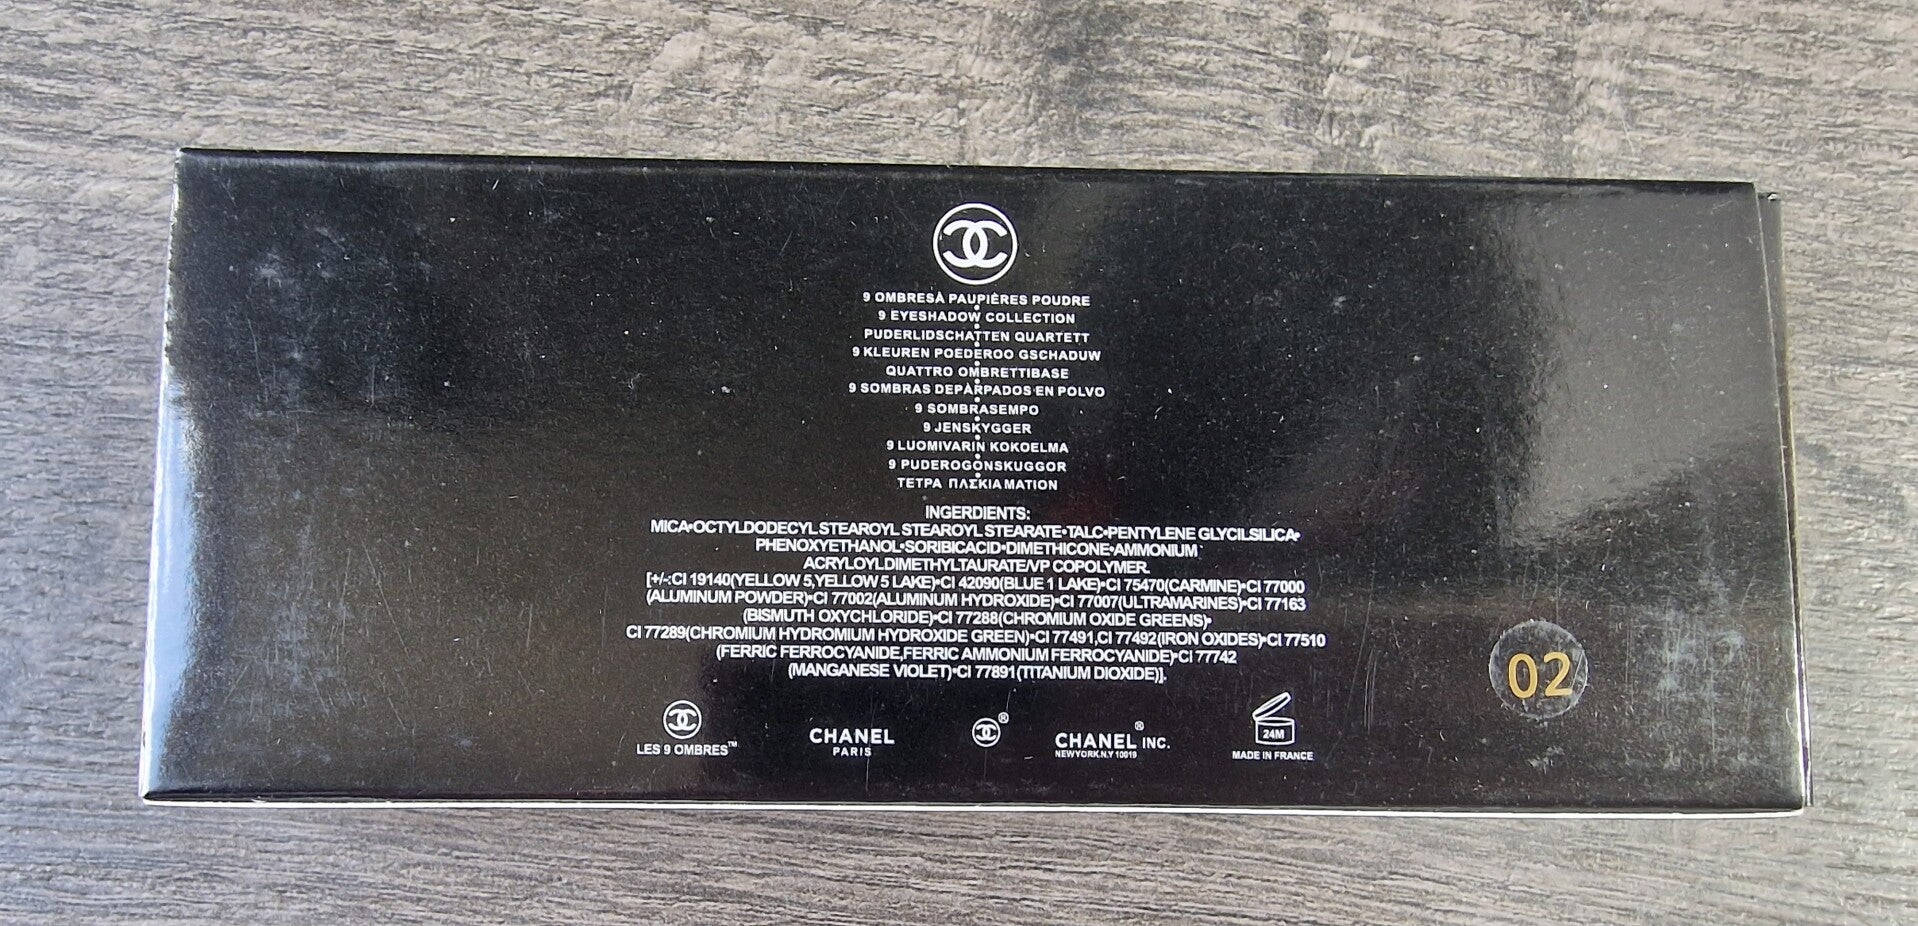 9 OMBRESÀ PAUPIÈRES POUDRE
9 EYESHADOW COLLECTION
PUDERLIDSCHATTEN QUARTETT
9 KLEUREN POEDEROO GSCHADUW
QUATTRO OMBRETTIBASE
9 SOMBRAS DEPÀRPADOS EN POLVO
9 SOMBRASEMPO
9 JENSKYGGER
9 LUOMIVARIN KOKOELMA
9 PUDEROGONSKUGGOR
ΤΕΤΡΑ ΠΛΣΚΙΑ ΜΑΤΙΟΝ
INGERDIENTS:
MICA•OCTYLDODECYL STEAROYL STEAROYL STEARATE•TALC•PENTYLENE GLYCILSILICA•
PHENOXYETHANOL•SORIBICACID•DIMETHICONE•AMMONIUM
ACRYLOYLDIMETHYLTAURATE/VP COPOLYMER.
[+/-:CI 19140(YELLOW 5,YELLOW 5 LAKE)•CI 42090(BLUE 1 LAKE)•CI 75470(CARMINE)•CI 77000
(ALUMINUM POWDER)•CI 77002(ALUMINUM HYDROXIDE)•CI 77007(ULTRAMARINES)•CI 77163
(BISMUTH OXYCHLORIDE)•CI 77288(CHROMIUM OXIDE GREENS)•
CI 77289(CHROMIUM HYDROMIUM HYDROXIDE GREEN)•CI 77491,CI 77492(IRON OXIDES)•CI 77510
(FERRIC FERROCYANIDE,FERRIC AMMONIUM FERROCYANIDE)•CI 77742
(MANGANESE VIOLET)•CI 77891(TITANIUM DIOXIDE)].
02
LES 9 OMBRES™
CHANEL
PARIS
®
CHANEL® INC.
NEWYORK.N.Y 10019
24M
MADE IN FRANCE